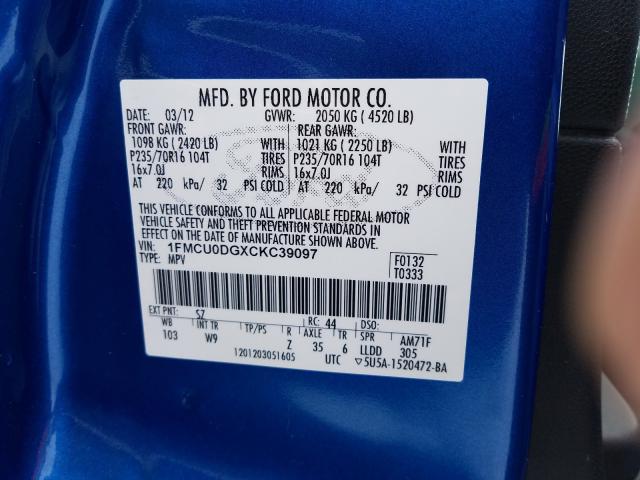 MFD. BY FORD MOTOR CO.
DATE: 03/12 GVWR: 2050 KG ( 4520 LB)
FRONT GAWR: REAR GAWR:
1098 KG ( 2420 LB) WITH 1021 KG ( 2250 LB) WITH
P235/70R16 104T TIRES P235/70R16 104T TIRES
16x7.0J RIMS 16x7.0J RIMS
AT 220 kPa/ 32 PSI COLD AT 220 kPa/ 32 PSI COLD
THIS VEHICLE CONFORMS TO ALL APPLICABLE FEDERAL MOTOR
VEHICLE SAFETY AND THEFT PREVENTION STANDARDS IN EFFECT
ON THE DATE OF MANUFACTURE SHOWN ABOVE.
VIN: 1FMCU0DGXCKC39097 F0132
TYPE: MPV T0333
EXT PNT: SZ RC: 44 DSO:
WB INT TR TP/PS R AXLE TR SPR AM71F
103 W9 Z 35 6 LLDD 305
1201203051605 UTC ▽5U5A-1520472-BA